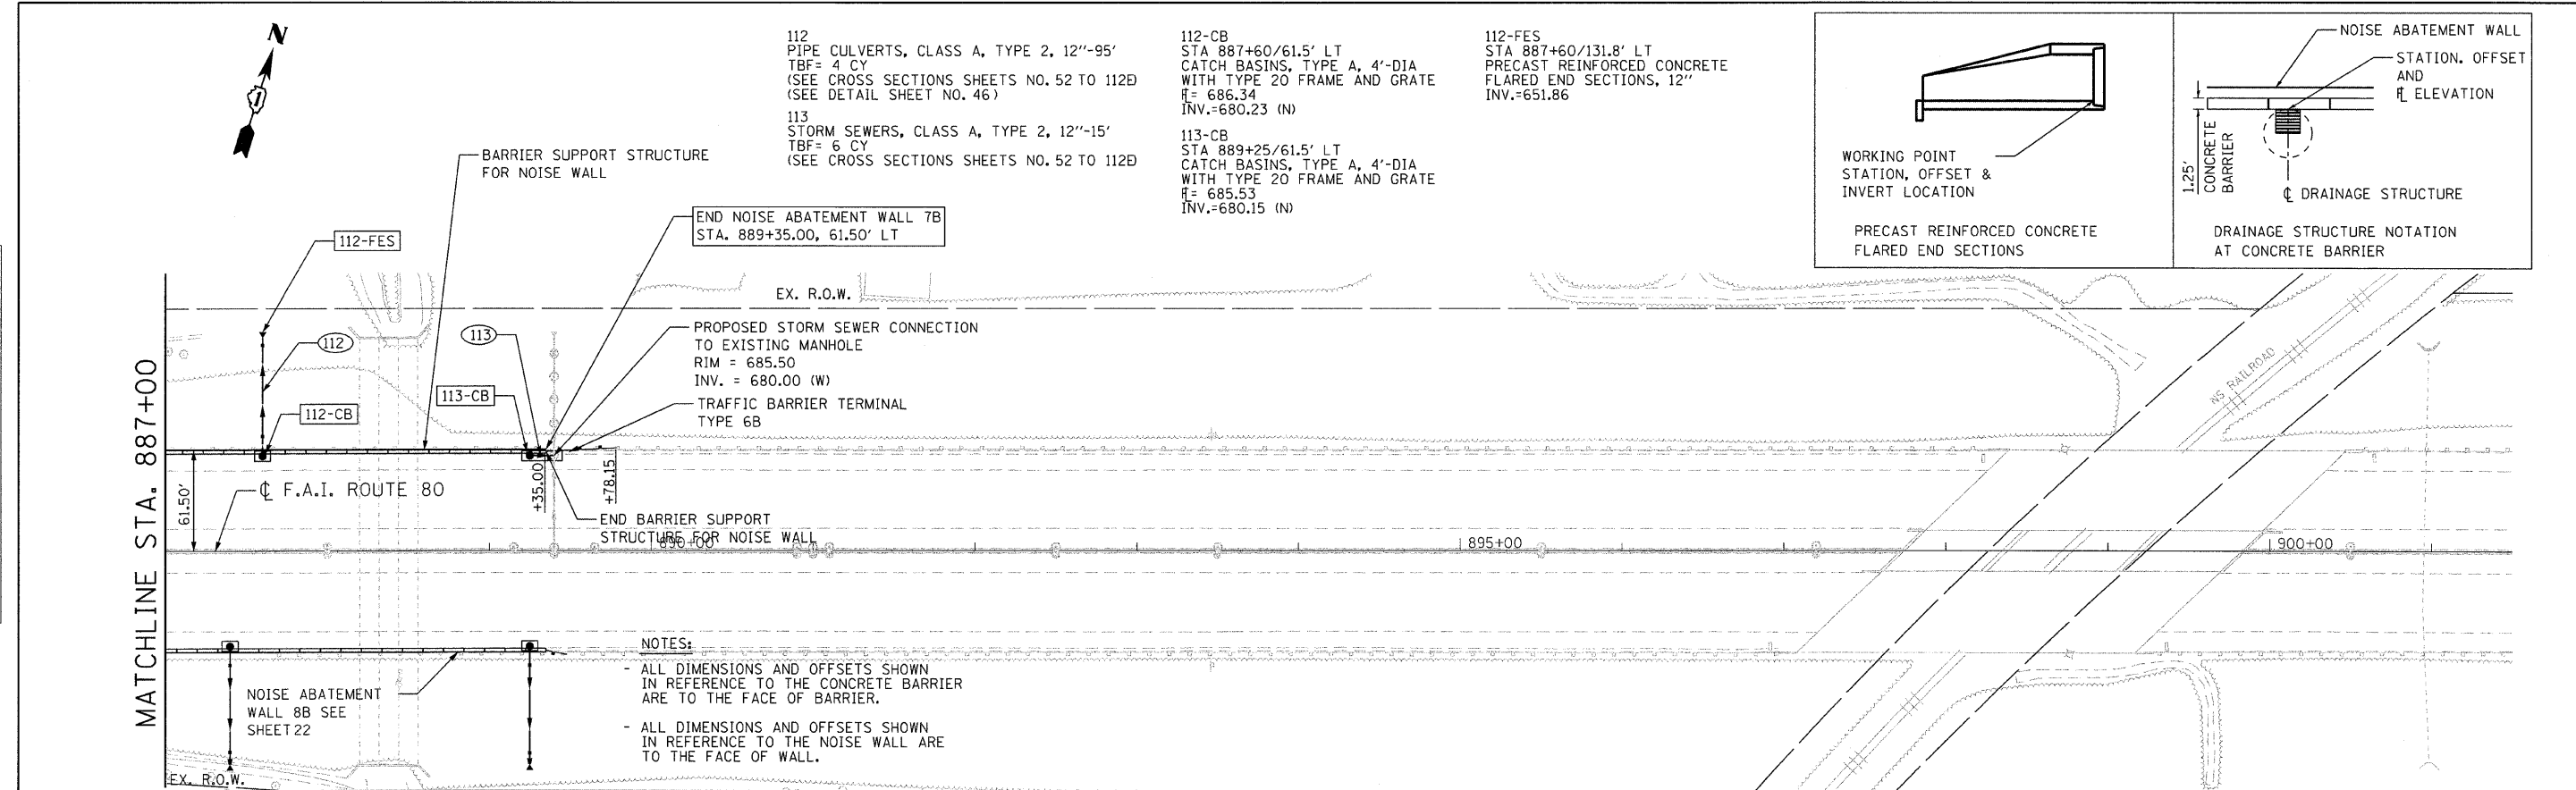 N
112
PIPE CULVERTS, CLASS A, TYPE 2, 12''-95'
TBF= 4 CY
(SEE CROSS SECTIONS SHEETS NO. 52 TO 112E)
(SEE DETAIL SHEET NO. 46)
113
STORM SEWERS, CLASS A, TYPE 2, 12''-15'
TBF= 6 CY
(SEE CROSS SECTIONS SHEETS NO. 52 TO 112E)
112-CB
STA 887+60/61.5' LT
CATCH BASINS, TYPE A, 4'-DIA
WITH TYPE 20 FRAME AND GRATE
FL= 686.34
INV.=680.23 (N)
113-CB
STA 889+25/61.5' LT
CATCH BASINS, TYPE A, 4'-DIA
WITH TYPE 20 FRAME AND GRATE
FL= 685.53
INV.=680.15 (N)
112-FES
STA 887+60/131.8' LT
PRECAST REINFORCED CONCRETE
FLARED END SECTIONS, 12''
INV.=651.86
WORKING POINT
STATION, OFFSET &
INVERT LOCATION
PRECAST REINFORCED CONCRETE
FLARED END SECTIONS
NOISE ABATEMENT WALL
STATION, OFFSET
AND
FL ELEVATION
1.25'
CONCRETE
BARRIER
CL DRAINAGE STRUCTURE
DRAINAGE STRUCTURE NOTATION
AT CONCRETE BARRIER
BARRIER SUPPORT STRUCTURE
FOR NOISE WALL
END NOISE ABATEMENT WALL 7B
STA. 889+35.00, 61.50' LT
112-FES
EX. R.O.W.
112
113
PROPOSED STORM SEWER CONNECTION
TO EXISTING MANHOLE
RIM = 685.50
INV. = 680.00 (W)
113-CB
112-CB
TRAFFIC BARRIER TERMINAL
TYPE 6B
NS RAILROAD
MATCHLINE STA. 887+00
61.50'
CL F.A.I. ROUTE 80
+35.00
+78.15
END BARRIER SUPPORT
STRUCTURE FOR NOISE WALL
890+00
895+00
900+00
NOISE ABATEMENT
WALL 8B SEE
SHEET 22
NOTES:
- ALL DIMENSIONS AND OFFSETS SHOWN
IN REFERENCE TO THE CONCRETE BARRIER
ARE TO THE FACE OF BARRIER.
- ALL DIMENSIONS AND OFFSETS SHOWN
IN REFERENCE TO THE NOISE WALL ARE
TO THE FACE OF WALL.
EX. R.O.W.